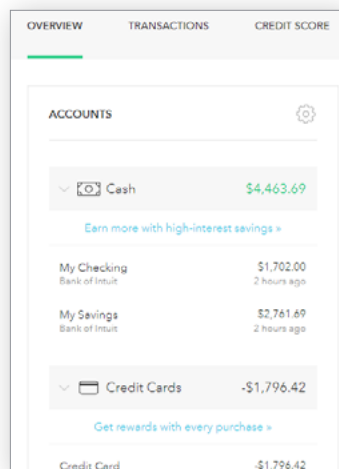 OVERVIEW TRANSACTIONS CREDIT SCORE
ACCOUNTS
Cash $4,463.69
Earn more with high-interest savings »
My Checking $1,702.00
Bank of Intuit 2 hours ago
My Savings $2,761.69
Bank of Intuit 2 hours ago
Credit Cards -$1,796.42
Get rewards with every purchase »
Credit Card -$1,796.42